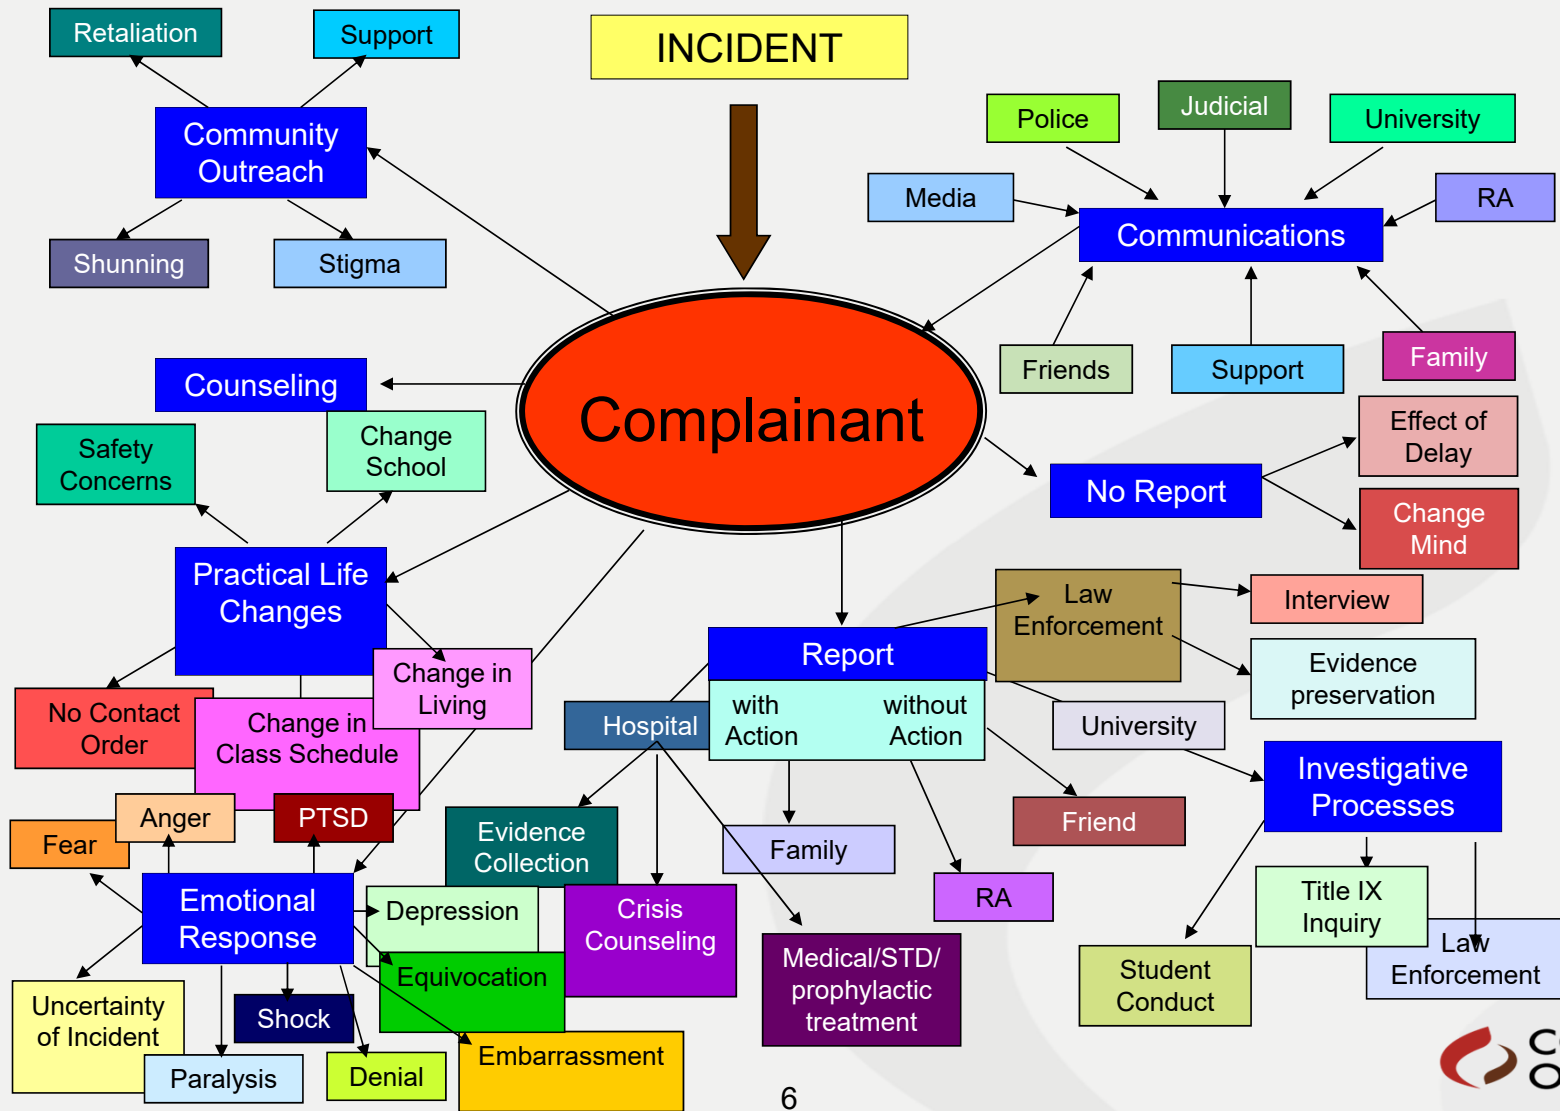 INCIDENT
Retaliation
Support
Community
Outreach
Shunning
Stigma
Police
Judicial
University
Media
RA
Communications
Friends
Support
Family
Counseling
Complainant
Safety
Concerns
Change
School
Effect of
Delay
No Report
Change
Mind
Practical Life
Changes
No Contact
Order
Change in
Class Schedule
Change in
Living
Report
with
Action
without
Action
Law
Enforcement
Interview
Evidence
preservation
Hospital
University
Investigative
Processes
Friend
Family
RA
Evidence
Collection
Crisis
Counseling
Medical/STD/
prophylactic
treatment
Title IX
Inquiry
Law
Enforcement
Student
Conduct
Anger
PTSD
Fear
Emotional
Response
Depression
Equivocation
Embarrassment
Uncertainty
of Incident
Shock
Paralysis
Denial
6